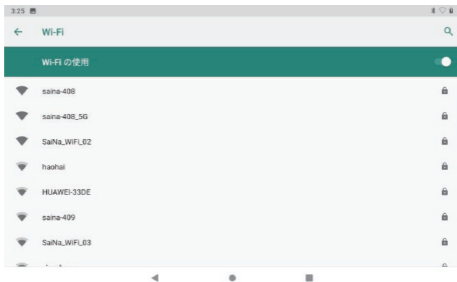 3:25
Wi-Fi
Wi-Fi の使用
saina-408
saina-408_5G
SaiNa_WiFi_02
haohai
HUAWEI-33DE
saina-409
SaiNa_WiFi_03